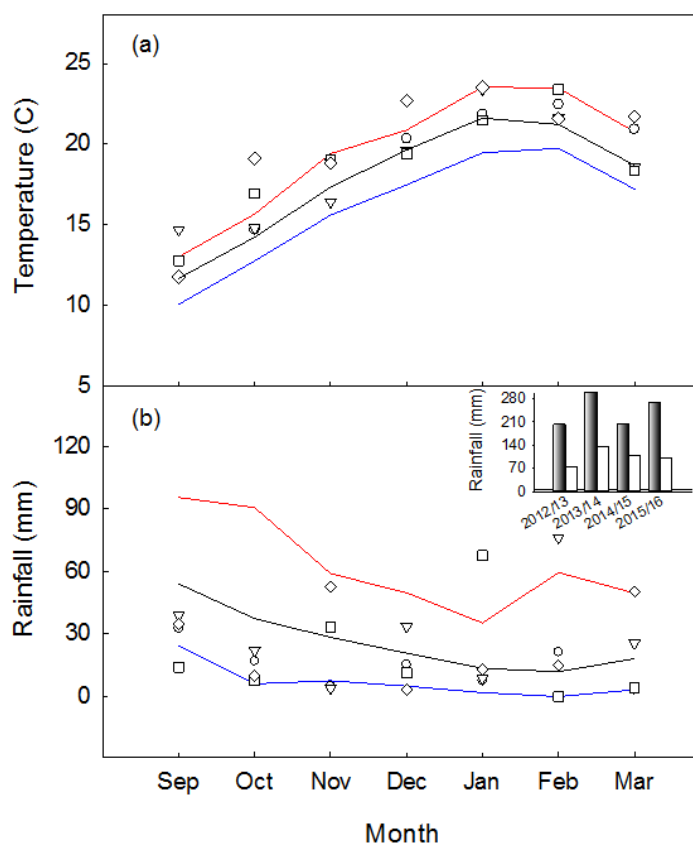 (a)
Temperature (C)
25
20
15
10
5
(b)
Rainfall (mm)
120
90
60
30
0
Rainfall (mm)
280
210
140
70
0
2012/13
2013/14
2014/15
2015/16
Sep Oct Nov Dec Jan Feb Mar
Month